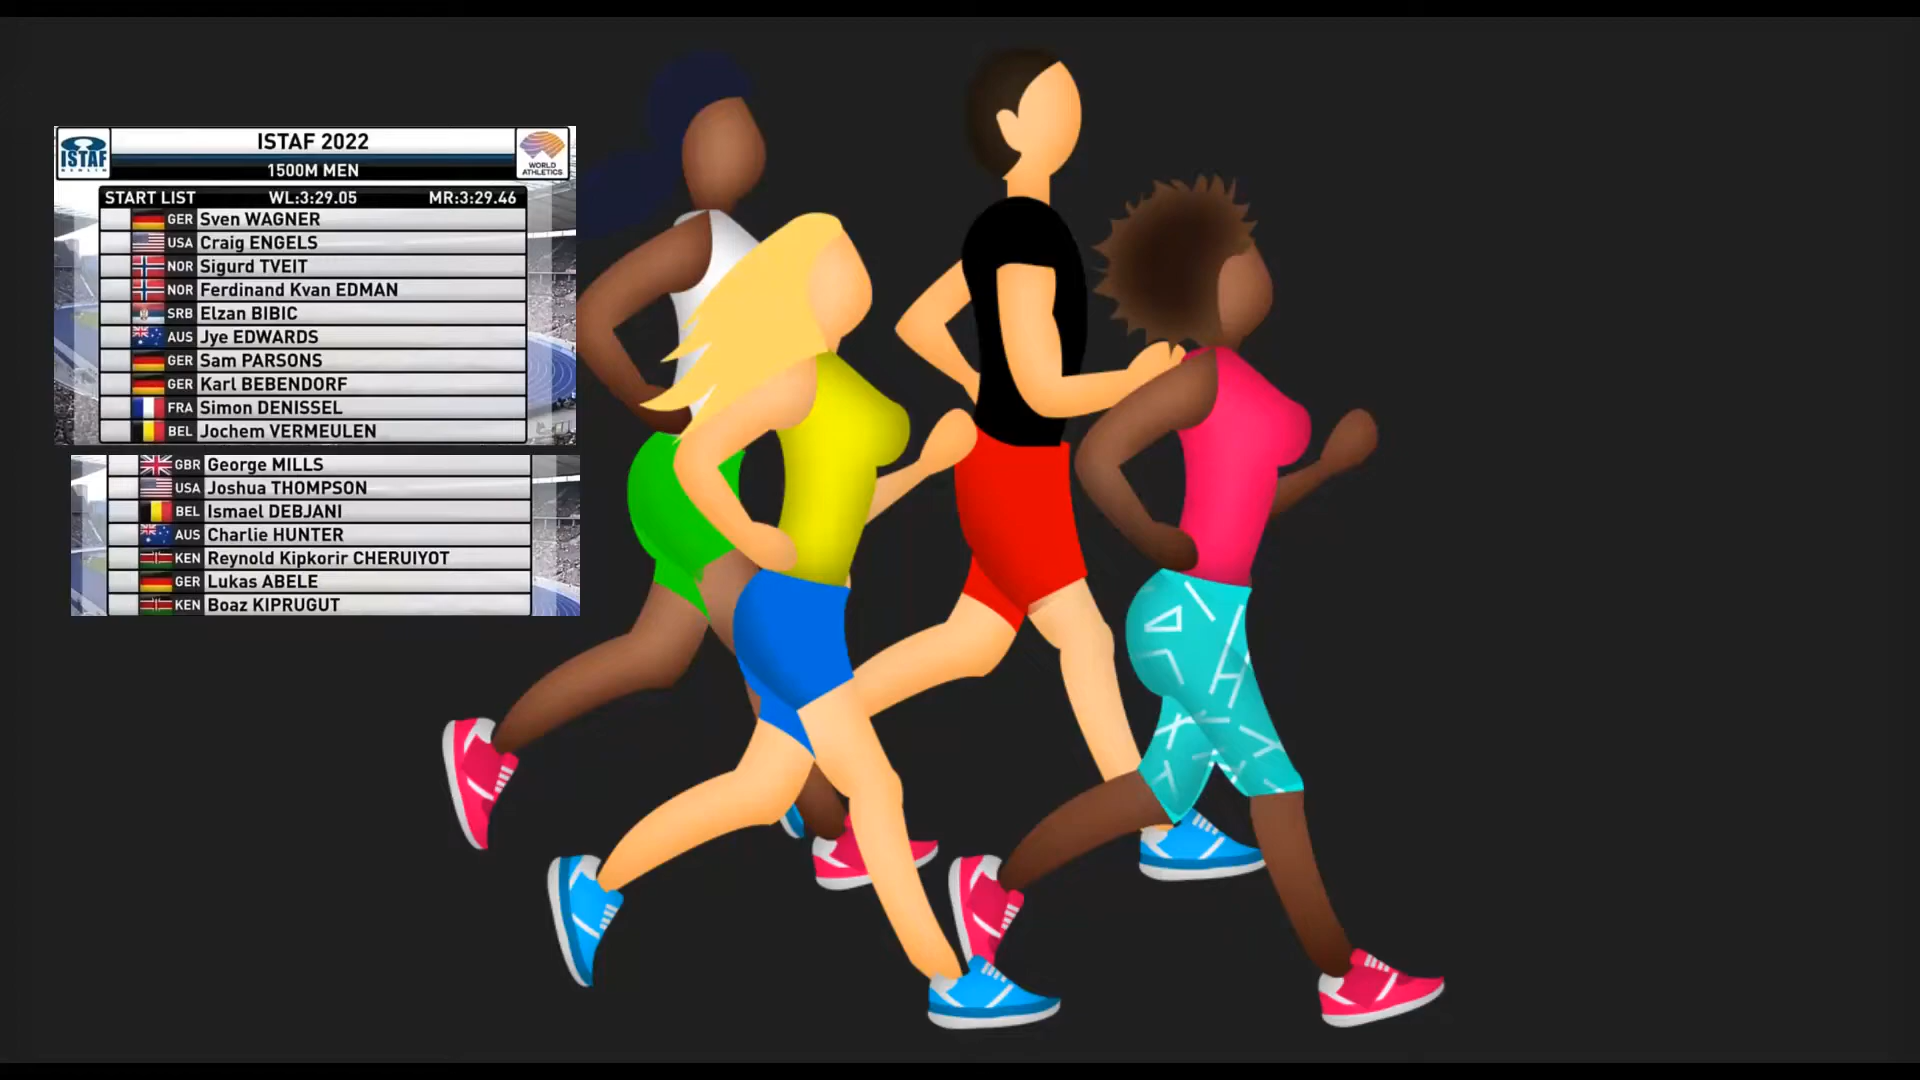 ISTAF
BERLIN
ISTAF 2022
WORLD
ATHLETICS
1500M MEN
START LIST WL:3:29.05 MR:3:29.46
GER Sven WAGNER
USA Craig ENGELS
NOR Sigurd TVEIT
NOR Ferdinand Kvan EDMAN
SRB Elzan BIBIC
AUS Jye EDWARDS
GER Sam PARSONS
GER Karl BEBENDORF
FRA Simon DENISSEL
BEL Jochem VERMEULEN
GBR George MILLS
USA Joshua THOMPSON
BEL Ismael DEBJANI
AUS Charlie HUNTER
KEN Reynold Kipkorir CHERUIYOT
GER Lukas ABELE
KEN Boaz KIPRUGUT